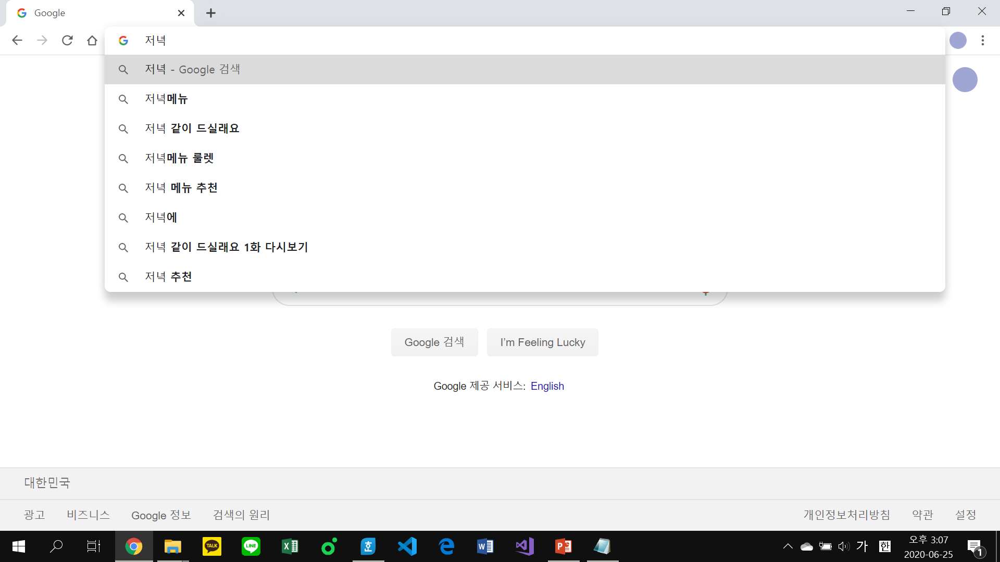 Google
저녁
저녁 - Google 검색
저녁메뉴
저녁 같이 드실래요
저녁메뉴 룰렛
저녁 메뉴 추천
저녁에
저녁 같이 드실래요 1화 다시보기
저녁 추천
Google 검색 I'm Feeling Lucky
Google 제공 서비스: English
대한민국
광고 비즈니스 Google 정보 검색의 원리 개인정보처리방침 약관 설정
TALK LINE 호 가 한 오후 3:07
2020-06-25 1